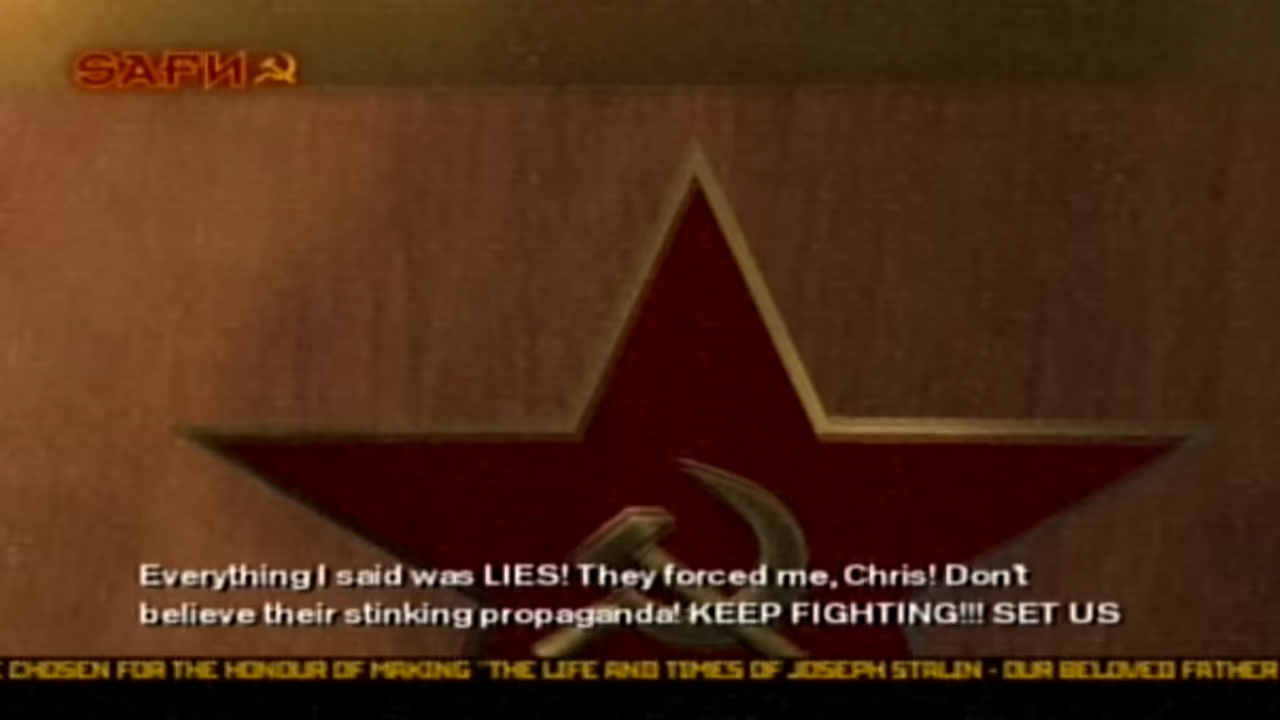 SAFИ
Everything I said was LIES! They forced me, Chris! Don't
believe their stinking propaganda! KEEP FIGHTING!!! SET US
CHOSEN FOR THE HONOUR OF MAKING "THE LIFE AND TIMES OF JOSEPH STALIN - OUR BELOVED FATHER